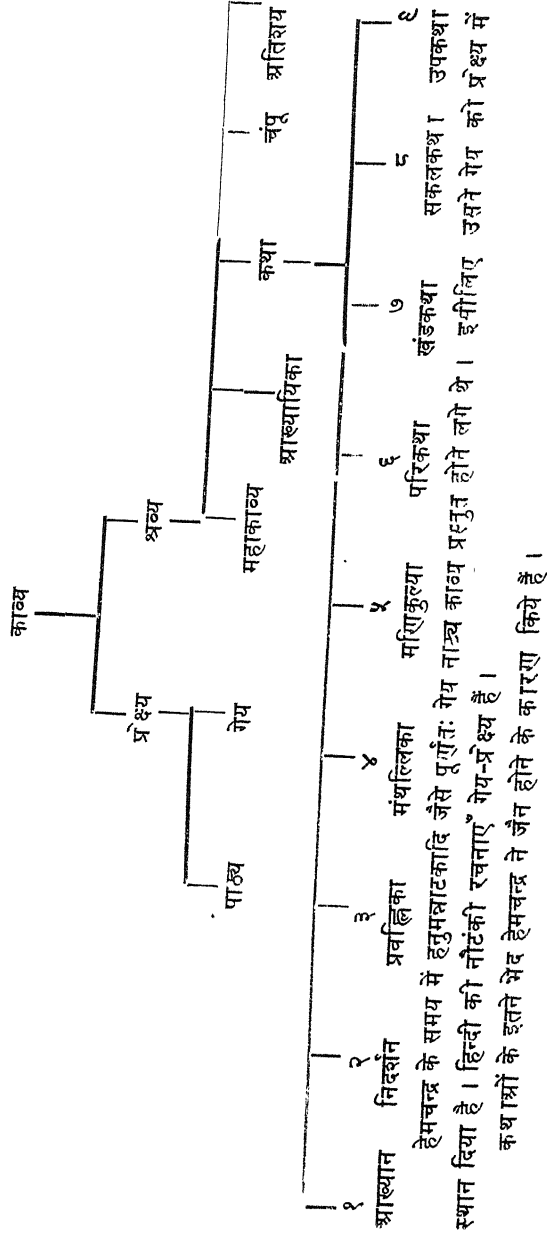 काव्य
प्रेक्ष्य श्रव्य
पाठ्य गेय महाकाव्य आख्यायिका कथा चंपू अतिशय
१ २ ३ ४ ५ ६ ७ ८ ९
आख्यान निदर्शन प्रवह्लिका मंथल्लिका मणिकुल्या परिकथा खंडकथा सकलकथा। उपकथा
हेमचन्द्र के समय में हनुमन्नाटकादि जैसे पूर्णतः गेय नाट्य काव्य प्रस्तुत होने लगे थे। इसीलिए उसने गेय को प्रेक्ष्य में
स्थान दिया है। हिन्दी की नौटंकी रचनाएँ गेय-प्रेक्ष्य हैं।
कथाओं के इतने भेद हेमचन्द्र ने जैन होने के कारण किये हैं।